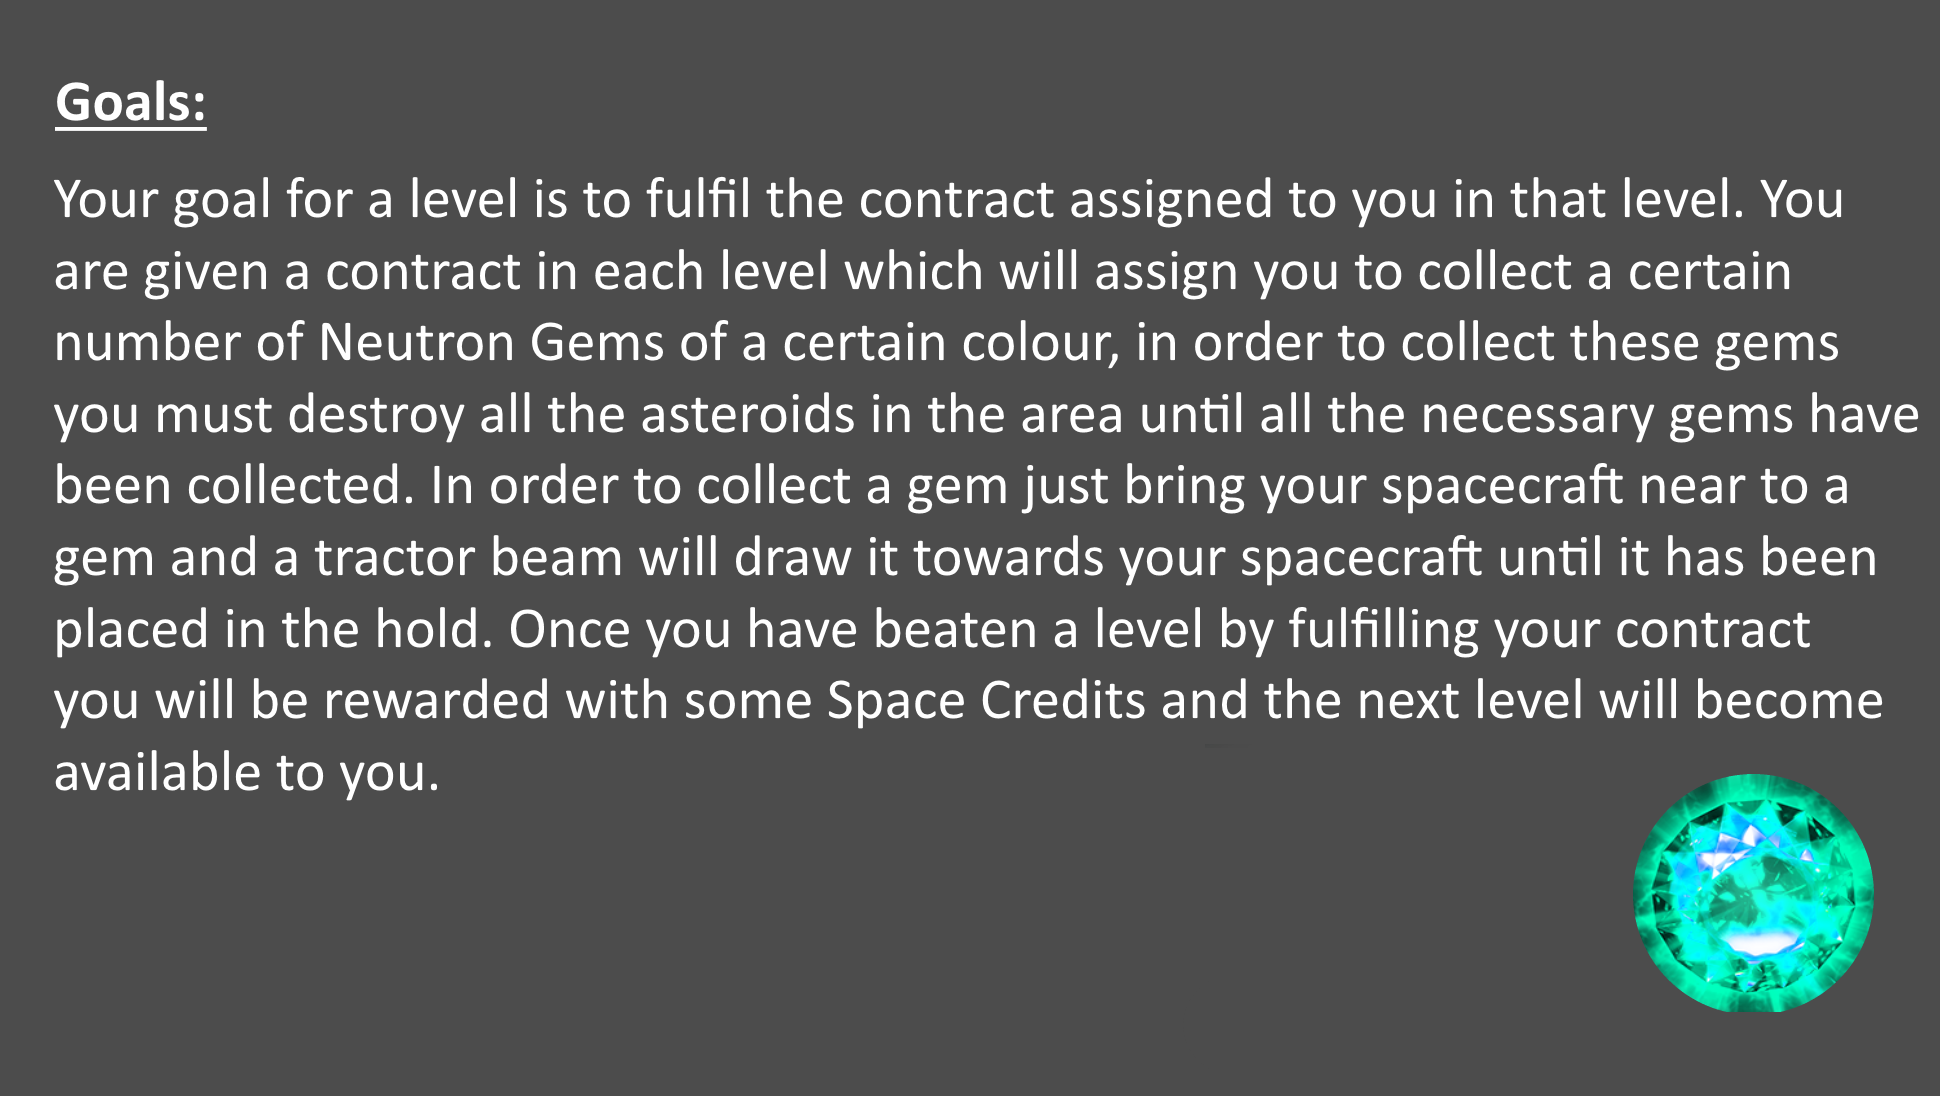 Goals:
Your goal for a level is to fulfil the contract assigned to you in that level. You
are given a contract in each level which will assign you to collect a certain
number of Neutron Gems of a certain colour, in order to collect these gems
you must destroy all the asteroids in the area until all the necessary gems have
been collected. In order to collect a gem just bring your spacecraft near to a
gem and a tractor beam will draw it towards your spacecraft until it has been
placed in the hold. Once you have beaten a level by fulfilling your contract
you will be rewarded with some Space Credits and the next level will become
available to you.